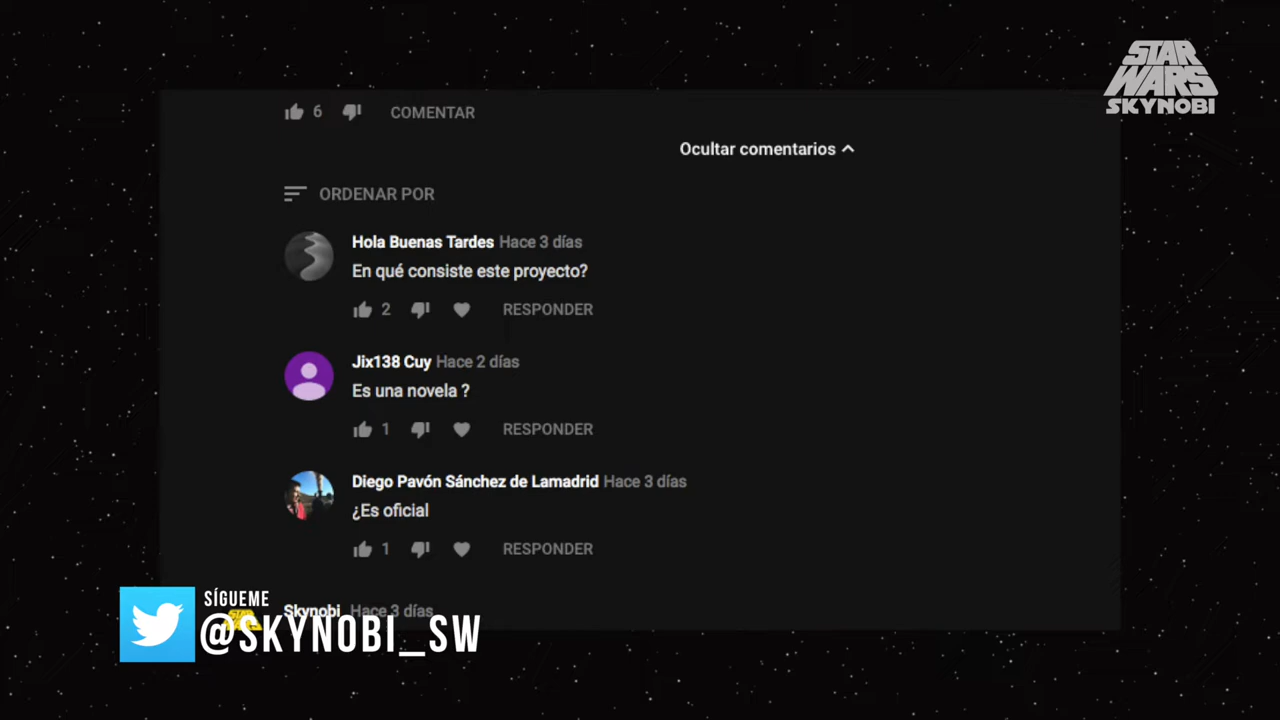 STAR
WARS
SKYNOBI
6 COMENTAR
Ocultar comentarios
ORDENAR POR
Hola Buenas Tardes Hace 3 días
En qué consiste este proyecto?
2 RESPONDER
Jix138 Cuy Hace 2 días
Es una novela ?
1 RESPONDER
Diego Pavón Sánchez de Lamadrid Hace 3 días
¿Es oficial
1 RESPONDER
Skynobi Hace 3 días
SÍGUEME
@SKYNOBI_SW